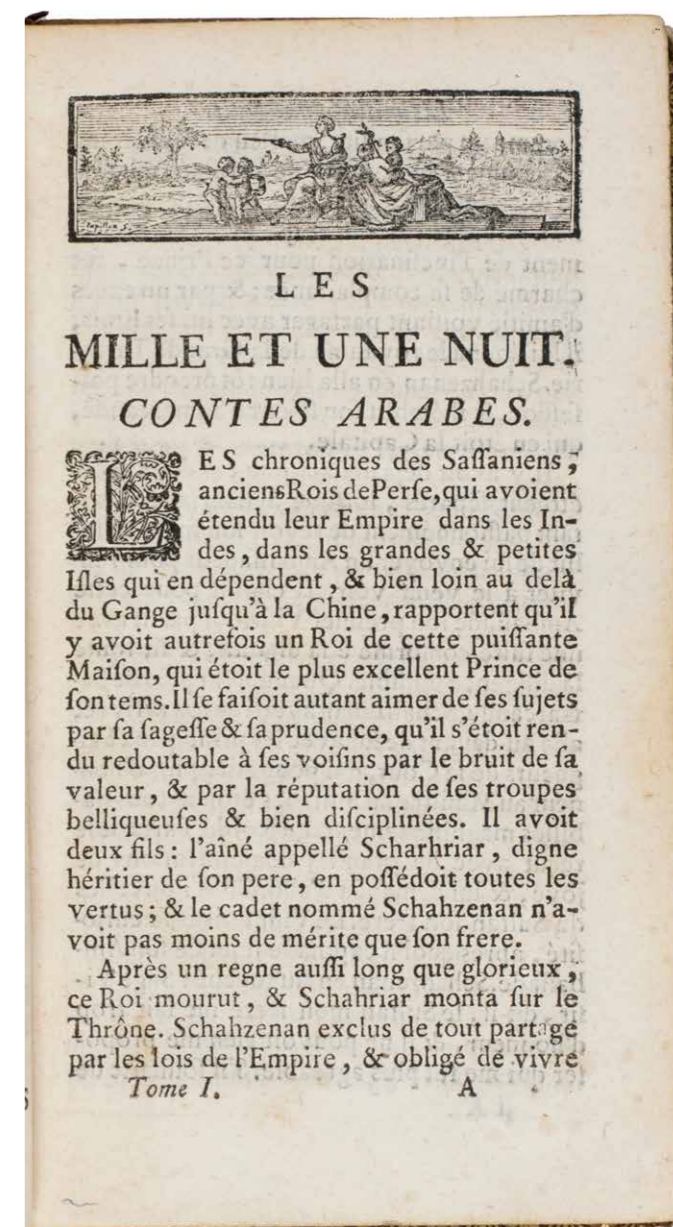 LES
MILLE ET UNE NUIT.
CONTES ARABES.
LES chroniques des Saſſaniens,
anciens Rois de Perſe, qui avoient
étendu leur Empire dans les In-
des, dans les grandes & petites
Iſles qui en dépendent, & bien loin au delà
du Gange juſqu'à la Chine, rapportent qu'il
y avoit autrefois un Roi de cette puiſſante
Maiſon, qui étoit le plus excellent Prince de
ſon tems. Il ſe faiſoit autant aimer de ſes ſujets
par ſa ſageſſe & ſa prudence, qu'il s'étoit ren-
du redoutable à ſes voiſins par le bruit de ſa
valeur, & par la réputation de ſes troupes
belliqueuſes & bien diſciplinées. Il avoit
deux fils: l'aîné appellé Scharhriar, digne
héritier de ſon pere, en poſſédoit toutes les
vertus; & le cadet nommé Schahzenan n'a-
voit pas moins de mérite que ſon frere.
Après un regne auſſi long que glorieux,
ce Roi mourut, & Schahriar monta ſur le
Thrône. Schahzenan exclus de tout partage
par les lois de l'Empire, & obligé de vivre
Tome I. A